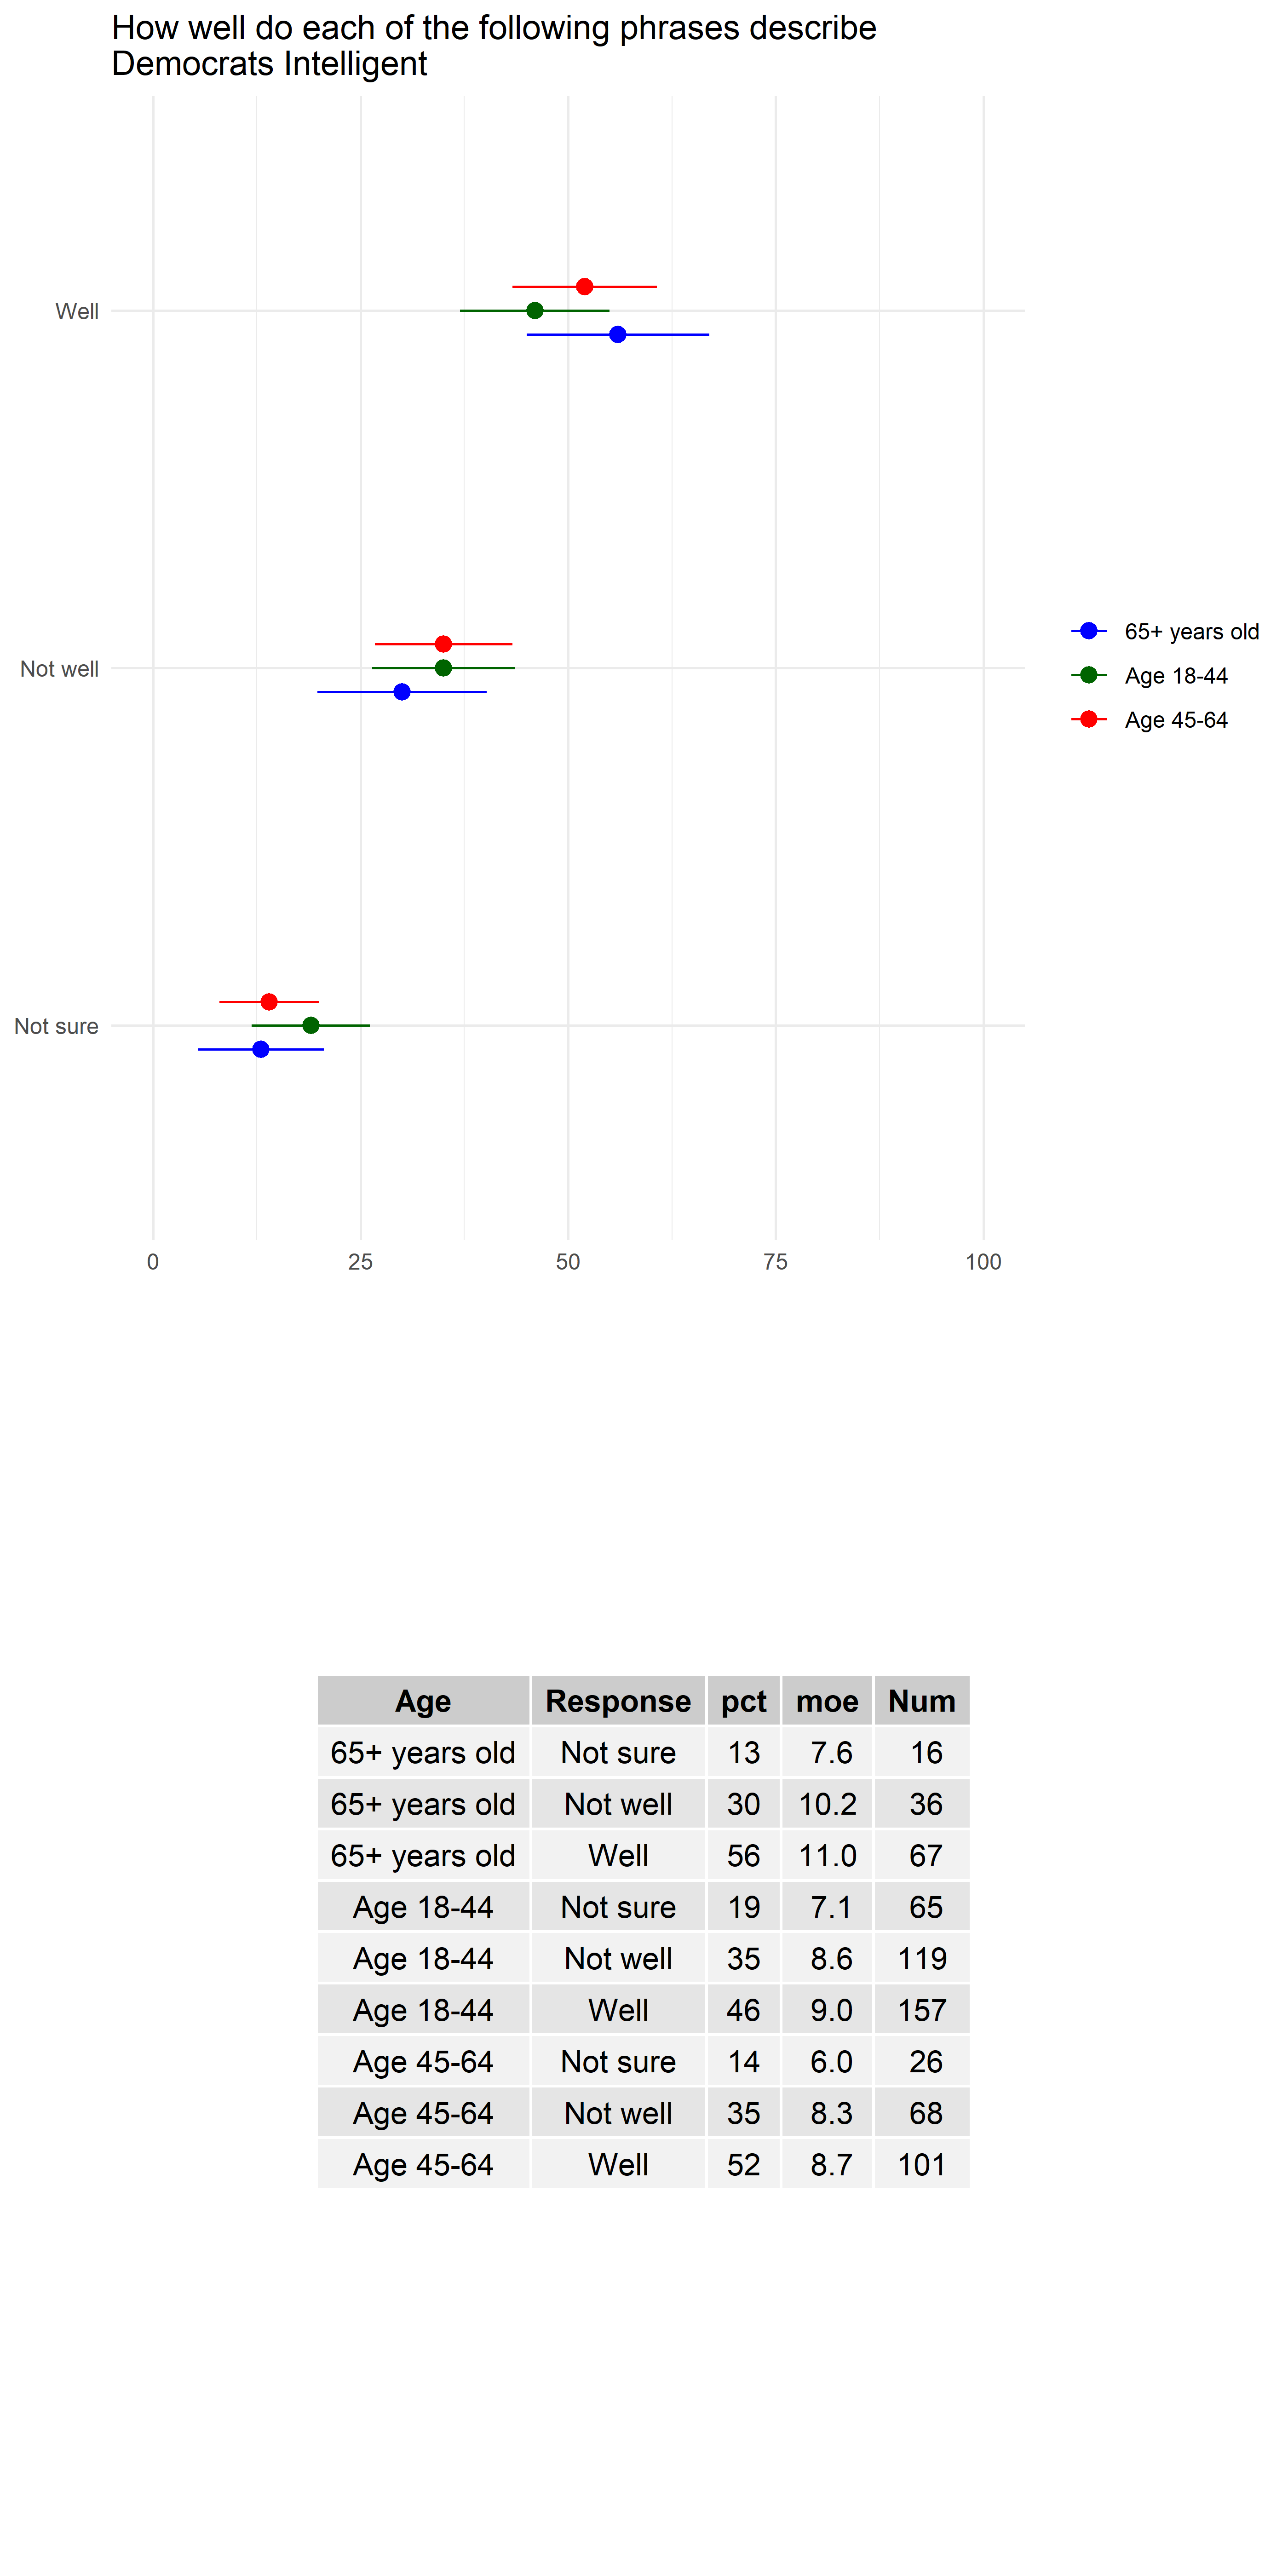 How well do each of the following phrases describe
Democrats Intelligent
Well
Not well
Not sure
0 25 50 75 100
65+ years old
Age 18-44
Age 45-64
Age Response pct moe Num
65+ years old Not sure 13 7.6 16
65+ years old Not well 30 10.2 36
65+ years old Well 56 11.0 67
Age 18-44 Not sure 19 7.1 65
Age 18-44 Not well 35 8.6 119
Age 18-44 Well 46 9.0 157
Age 45-64 Not sure 14 6.0 26
Age 45-64 Not well 35 8.3 68
Age 45-64 Well 52 8.7 101